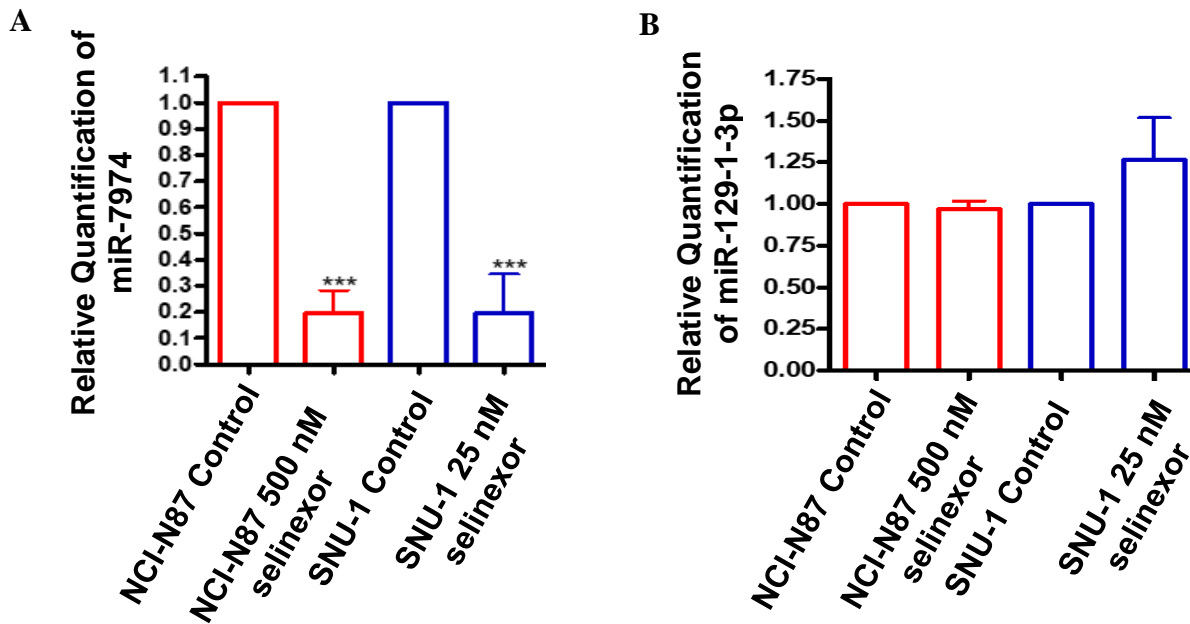 A
Relative Quantification of
miR-7974
1.1
1.0
0.9
0.8
0.7
0.6
0.5
0.4
0.3
0.2
0.1
0.0
***
***
NCI-N87 Control
NCI-N87 500 nM
selinexor
SNU-1 Control
SNU-1 25 nM
selinexor
B
Relative Quantification
of miR-129-1-3p
1.75
1.50
1.25
1.00
0.75
0.50
0.25
0.00
NCI-N87 Control
NCI-N87 500 nM
selinexor
SNU-1 Control
SNU-1 25 nM
selinexor